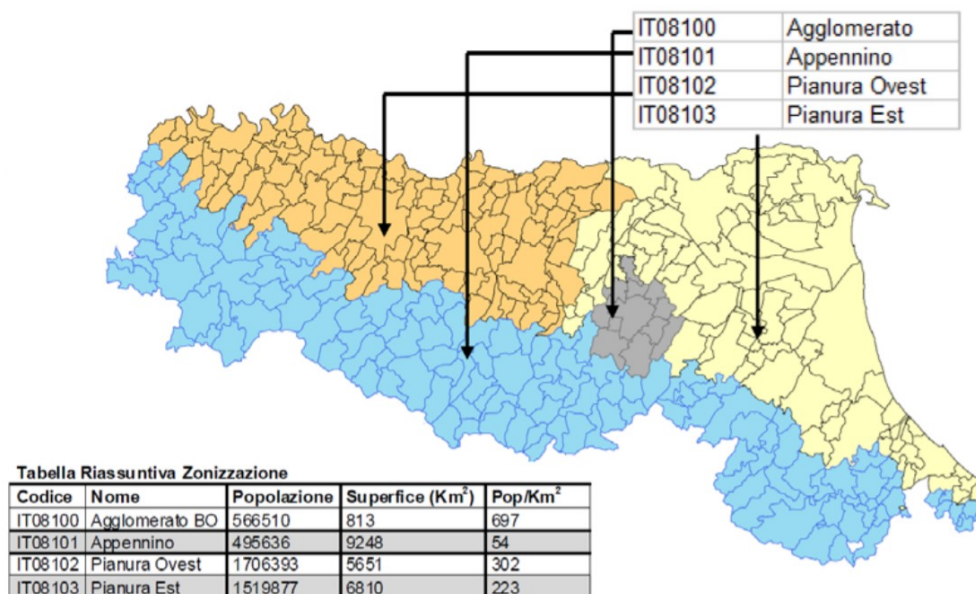 IT08100 Agglomerato
IT08101 Appennino
IT08102 Pianura Ovest
IT08103 Pianura Est
Tabella Riassuntiva Zonizzazione
Codice Nome Popolazione Superfice (Km²) Pop/Km²
IT08100 Agglomerato BO 566510 813 697
IT08101 Appennino 495636 9248 54
IT08102 Pianura Ovest 1706393 5651 302
IT08103 Pianura Est 1519877 6810 223